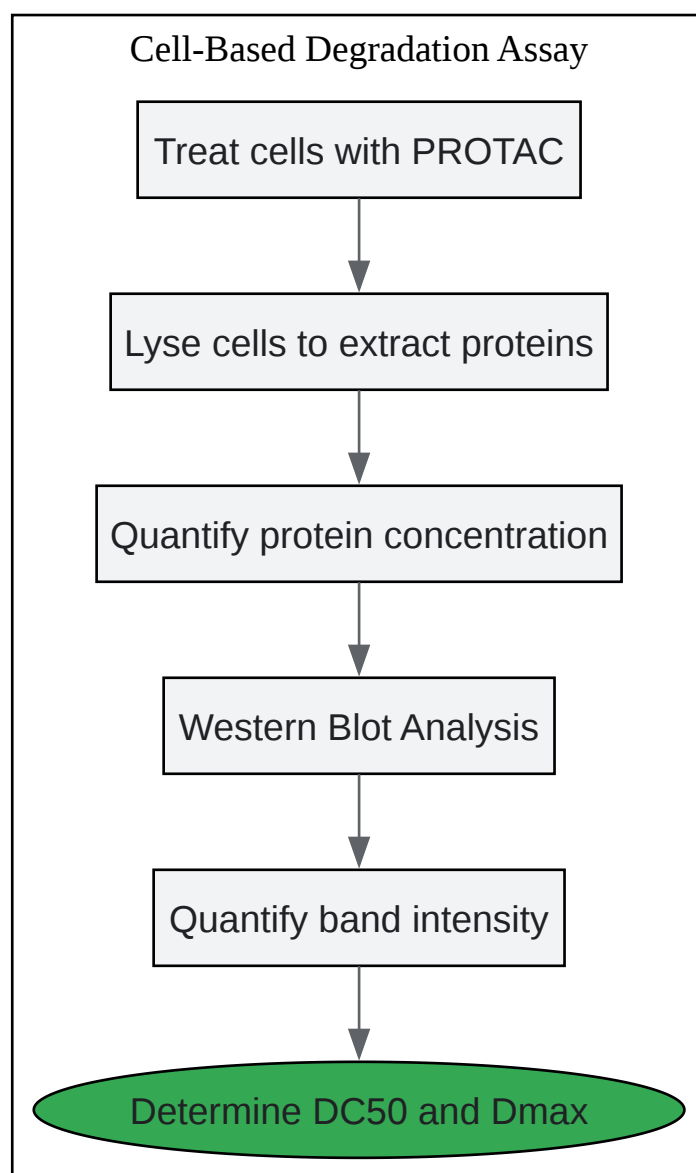 Cell-Based Degradation Assay
Treat cells with PROTAC
Lyse cells to extract proteins
Quantify protein concentration
Western Blot Analysis
Quantify band intensity
Determine DC50 and Dmax